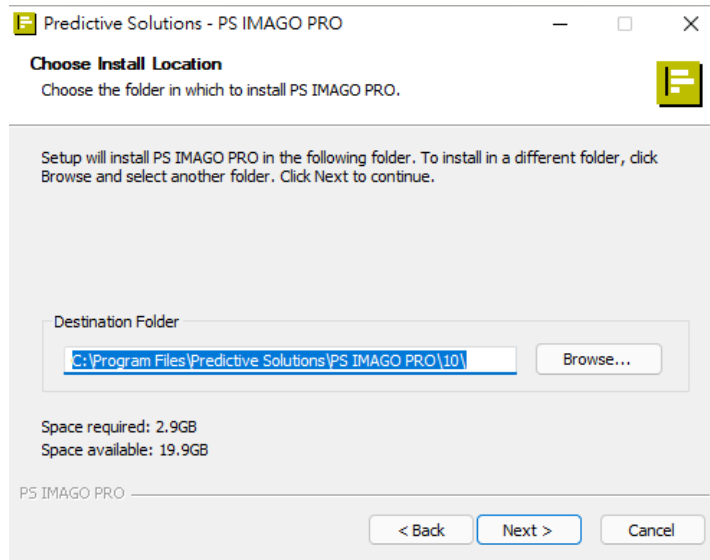 Predictive Solutions - PS IMAGO PRO
Choose Install Location
Choose the folder in which to install PS IMAGO PRO.
Setup will install PS IMAGO PRO in the following folder. To install in a different folder, click
Browse and select another folder. Click Next to continue.
Destination Folder
C:\Program Files\Predictive Solutions\PS IMAGO PRO\10\
Browse...
Space required: 2.9GB
Space available: 19.9GB
PS IMAGO PRO
< Back
Next >
Cancel